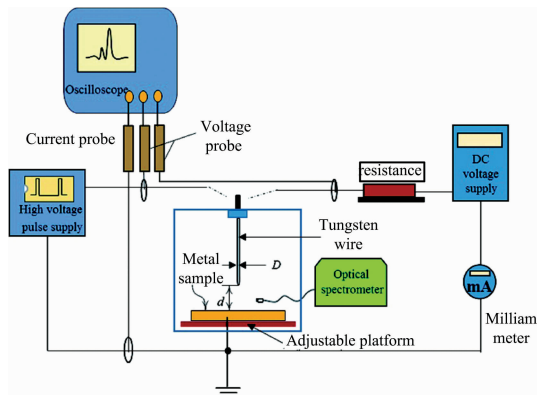 Oscilloscope
Current probe
Voltage
probe
High voltage
pulse supply
resistance
DC
voltage
supply
Tungsten
wire
Metal
sample
D
d
Optical
spectrometer
mA
Milliam
meter
Adjustable platform